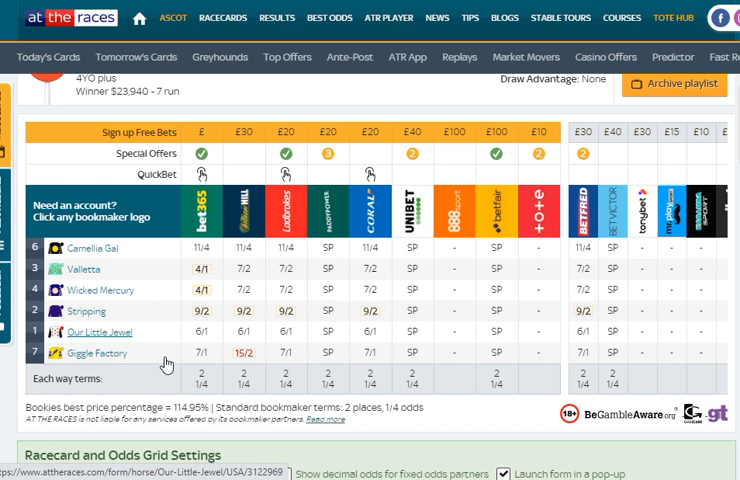 at the races ASCOT RACECARDS RESULTS BEST ODDS ATR PLAYER NEWS TIPS BLOGS STABLE TOURS COURSES TOTE HUB
Today's Cards Tomorrow's Cards Greyhounds Top Offers Ante-Post ATR App Replays Market Movers Casino Offers Predictor Fast Re
4YO plus
Winner $23,940 - 7 run
Draw Advantage: None
Archive playlist
Sign up Free Bets £ £30 £20 £20 £20 £40 £100 £100 £10 £30 £40 £30 £15 £10 £
Special Offers 3 2 2 2
QuickBet
Need an account?
Click any bookmaker logo
bet365 William HILL Ladbrokes PADDYPOWER CORAL UNIBET 888sport betfair tote BETFRED BETVICTOR tonybet mr.play SPORT
6 Camellia Gal 11/4 11/4 11/4 SP 11/4 SP - SP - 11/4 SP - - -
3 Valletta 4/1 7/2 7/2 SP 7/2 SP - SP - 7/2 SP - - -
4 Wicked Mercury 4/1 7/2 7/2 SP 7/2 SP - SP - 7/2 SP - - -
2 Stripping 9/2 9/2 9/2 SP 9/2 SP - SP - 9/2 SP - - -
1 Our Little Jewel 6/1 6/1 6/1 SP 6/1 SP - SP - 6/1 SP - - -
7 Giggle Factory 7/1 15/2 7/1 SP 7/1 SP - SP - 7/1 SP - - -
Each way terms: 2 2 2 2 2 2 2 2 2
1/4 1/4 1/4 1/4 1/4 1/4 1/4 1/4 1/4
Bookies best price percentage = 114.95% | Standard bookmaker terms: 2 places, 1/4 odds
AT THE RACES is not liable for any services offered by its bookmaker partners. Read more
18+ BeGambleAware.org GAMCARE gt
Racecard and Odds Grid Settings
ttps://www.attheraces.com/form/horse/Our-Little-Jewel/USA/3122969
Show decimal odds for fixed odds partners Launch form in a pop-up